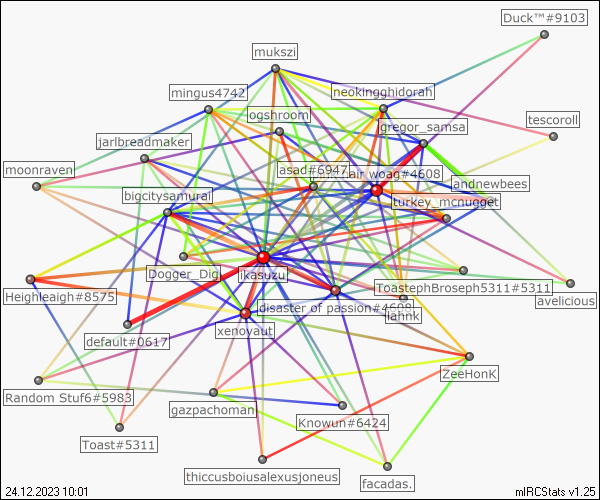 Duck™#9103
mukszi
mingus4742
neokingghidorah
ogshroom
gregor_samsa
tescoroll
jarlbreadmaker
moonraven
asad#6947
air woag#4608
andnewbees
bigcitysamurai
turkey_mcnugget
Dogger_Dig
ikasuzu
ToastephBroseph5311#5311
Heighleaigh#8575
avelicious
disaster of passion#4608
lahnk
default#0617
xenoyaut
ZeeHonK
Random Stuf6#5983
gazpachoman
Knowun#6424
Toast#5311
thiccusboiusalexusjoneus
facadas.
24.12.2023 10:01
mIRCStats v1.25